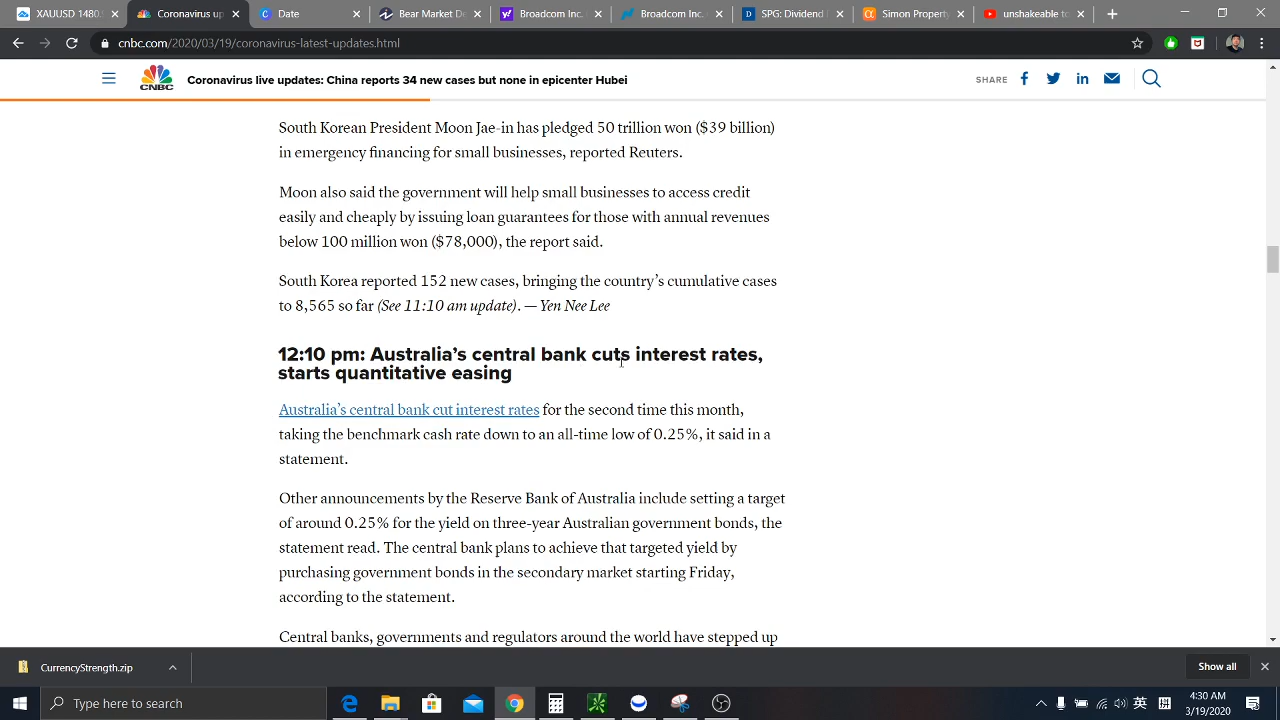 XAUUSD 1480.
Coronavirus up
Date
Bear Market De
Broadcom Inc.
Broadcom Inc.
SPG: Dividend
Simon Property
unshakeable to
cnbc.com/2020/03/19/coronavirus-latest-updates.html
CNBC
Coronavirus live updates: China reports 34 new cases but none in epicenter Hubei
SHARE
South Korean President Moon Jae-in has pledged 50 trillion won ($39 billion)
in emergency financing for small businesses, reported Reuters.
Moon also said the government will help small businesses to access credit
easily and cheaply by issuing loan guarantees for those with annual revenues
below 100 million won ($78,000), the report said.
South Korea reported 152 new cases, bringing the country’s cumulative cases
to 8,565 so far (See 11:10 am update). — Yen Nee Lee
12:10 pm: Australia’s central bank cuts interest rates,
starts quantitative easing
Australia’s central bank cut interest rates for the second time this month,
taking the benchmark cash rate down to an all-time low of 0.25%, it said in a
statement.
Other announcements by the Reserve Bank of Australia include setting a target
of around 0.25% for the yield on three-year Australian government bonds, the
statement read. The central bank plans to achieve that targeted yield by
purchasing government bonds in the secondary market starting Friday,
according to the statement.
Central banks, governments and regulators around the world have stepped up
CurrencyStrength.zip
Show all
Type here to search
英
拼
4:30 AM
3/19/2020